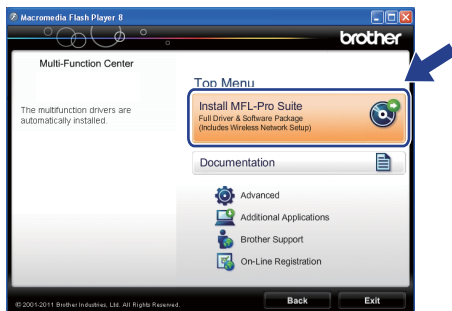 Macromedia Flash Player 8
brother
Multi-Function Center
Top Menu
The multifunction drivers are
automatically installed.
Install MFL-Pro Suite
Full Driver & Software Package
(Includes Wireless Network Setup)
Documentation
Advanced
Additional Applications
Brother Support
On-Line Registration
© 2001-2011 Brother Industries, Ltd. All Rights Reserved.
Back
Exit